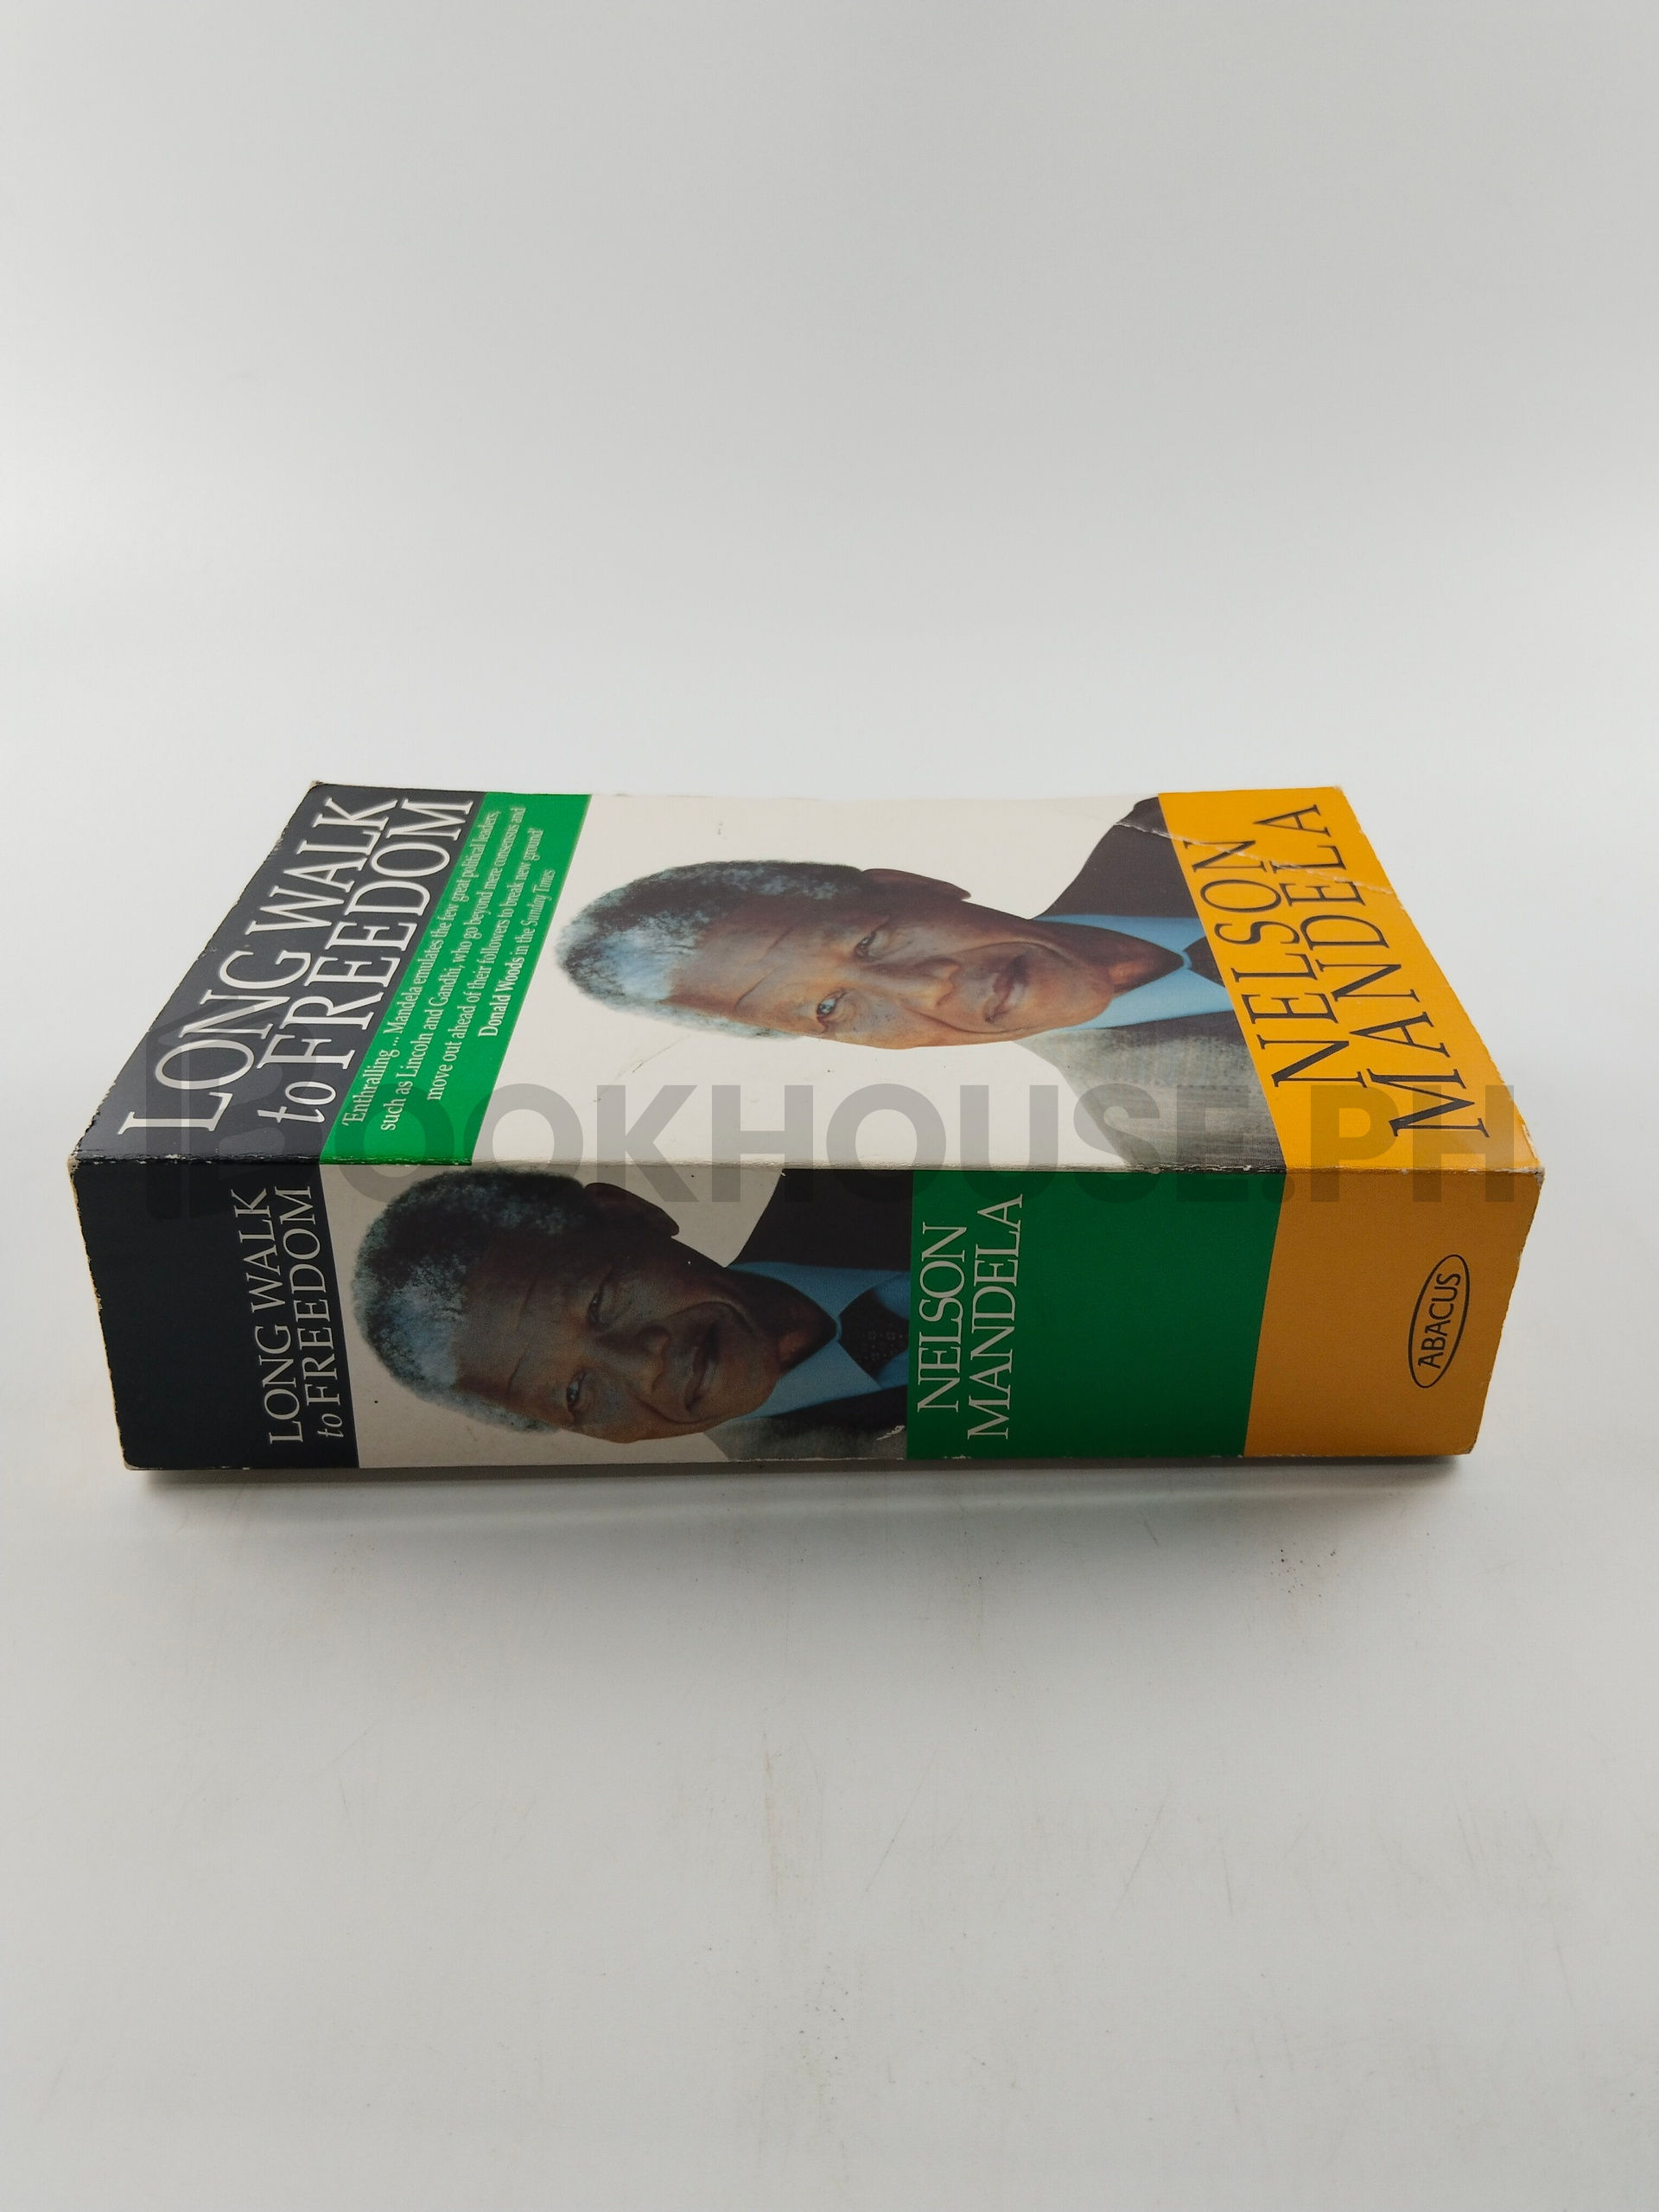 LONG WALK
to FREEDOM
'Enthralling ... Mandela emulates the few great political leaders,
such as Lincoln and Gandhi, who go beyond mere consensus and
move out ahead of their followers to break new ground'
Donald Woods in the Sunday Times
NELSON
MANDELA
LONG WALK
to FREEDOM
NELSON
MANDELA
ABACUS
BOOKHOUSE.PH